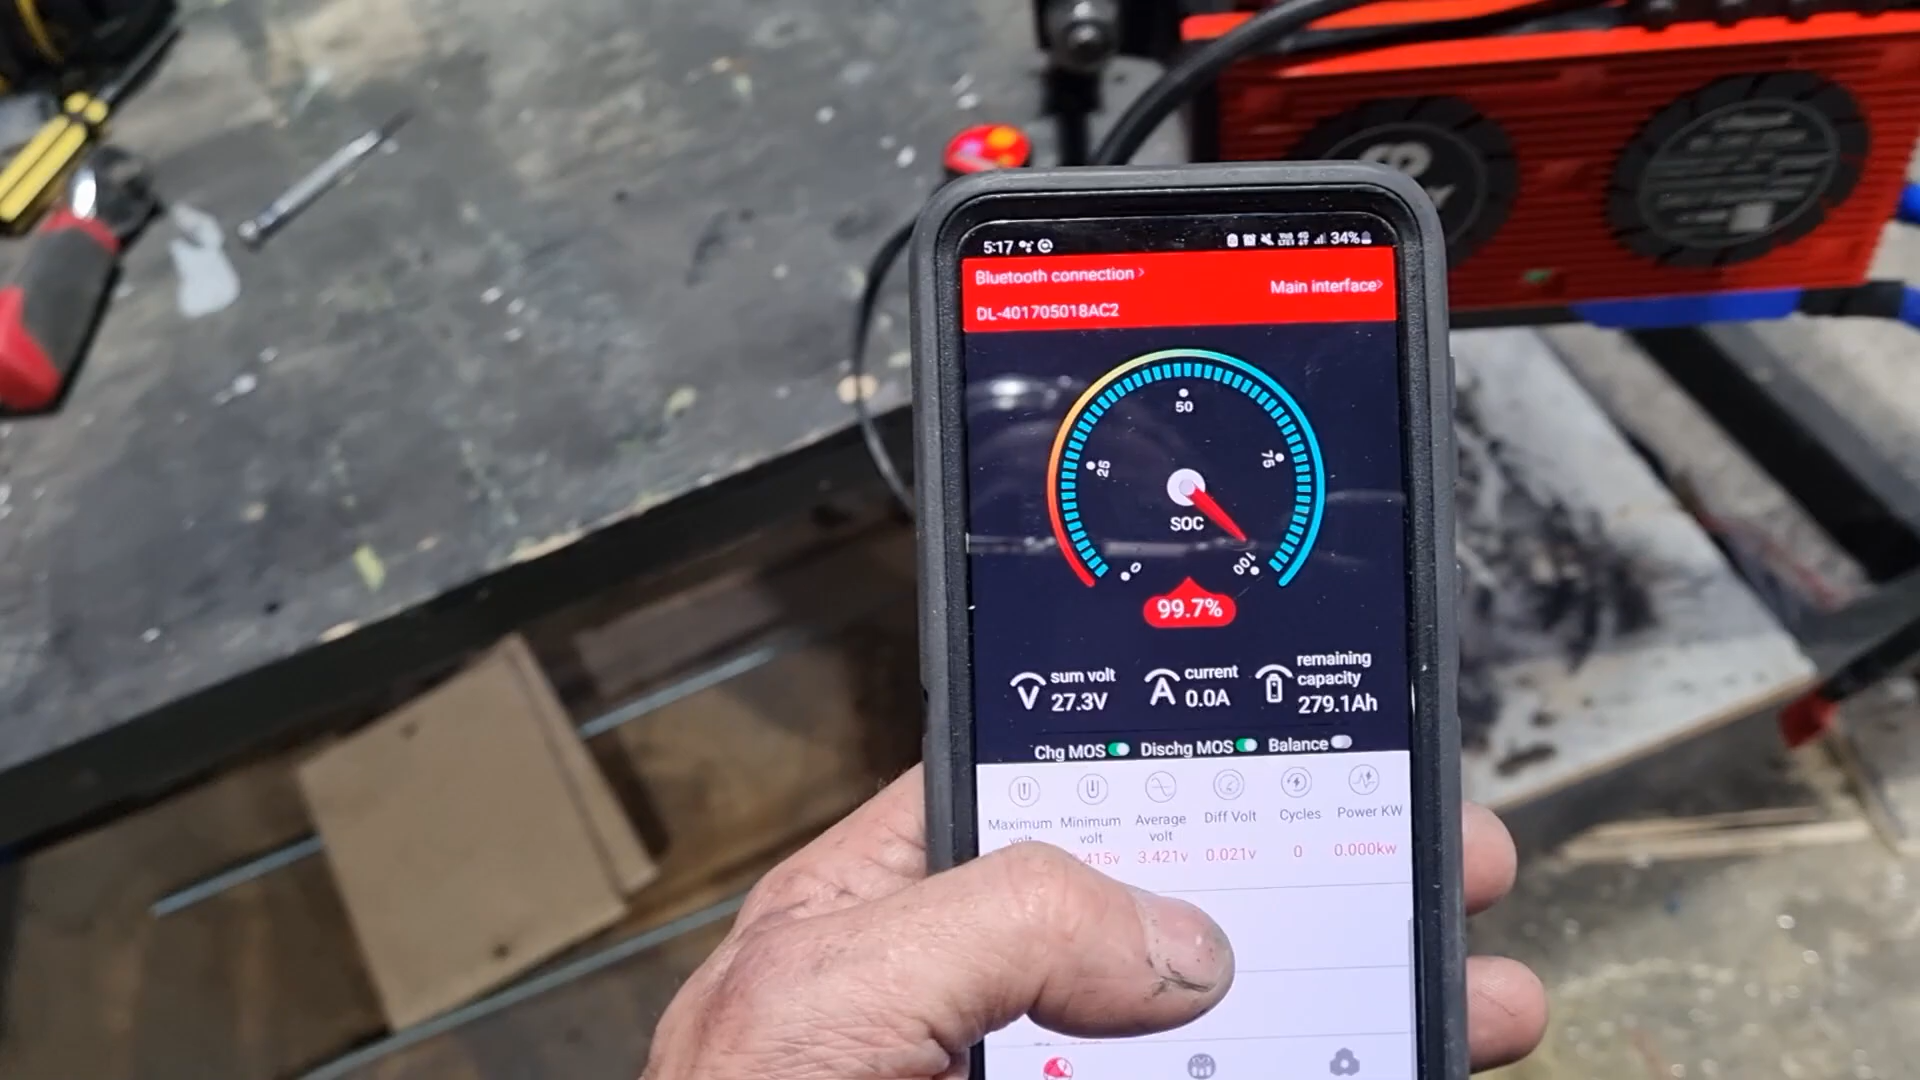 5:17
34%
Bluetooth connection >
Main interface>
DL-401705018AC2
50
25
75
SOC
0
100
99.7%
sum volt
27.3V
current
0.0A
remaining
capacity
279.1Ah
Chg MOS Dischg MOS Balance
Maximum Minimum Average Diff Volt Cycles Power KW
volt volt volt
.415v 3.421v 0.021v 0 0.000kw